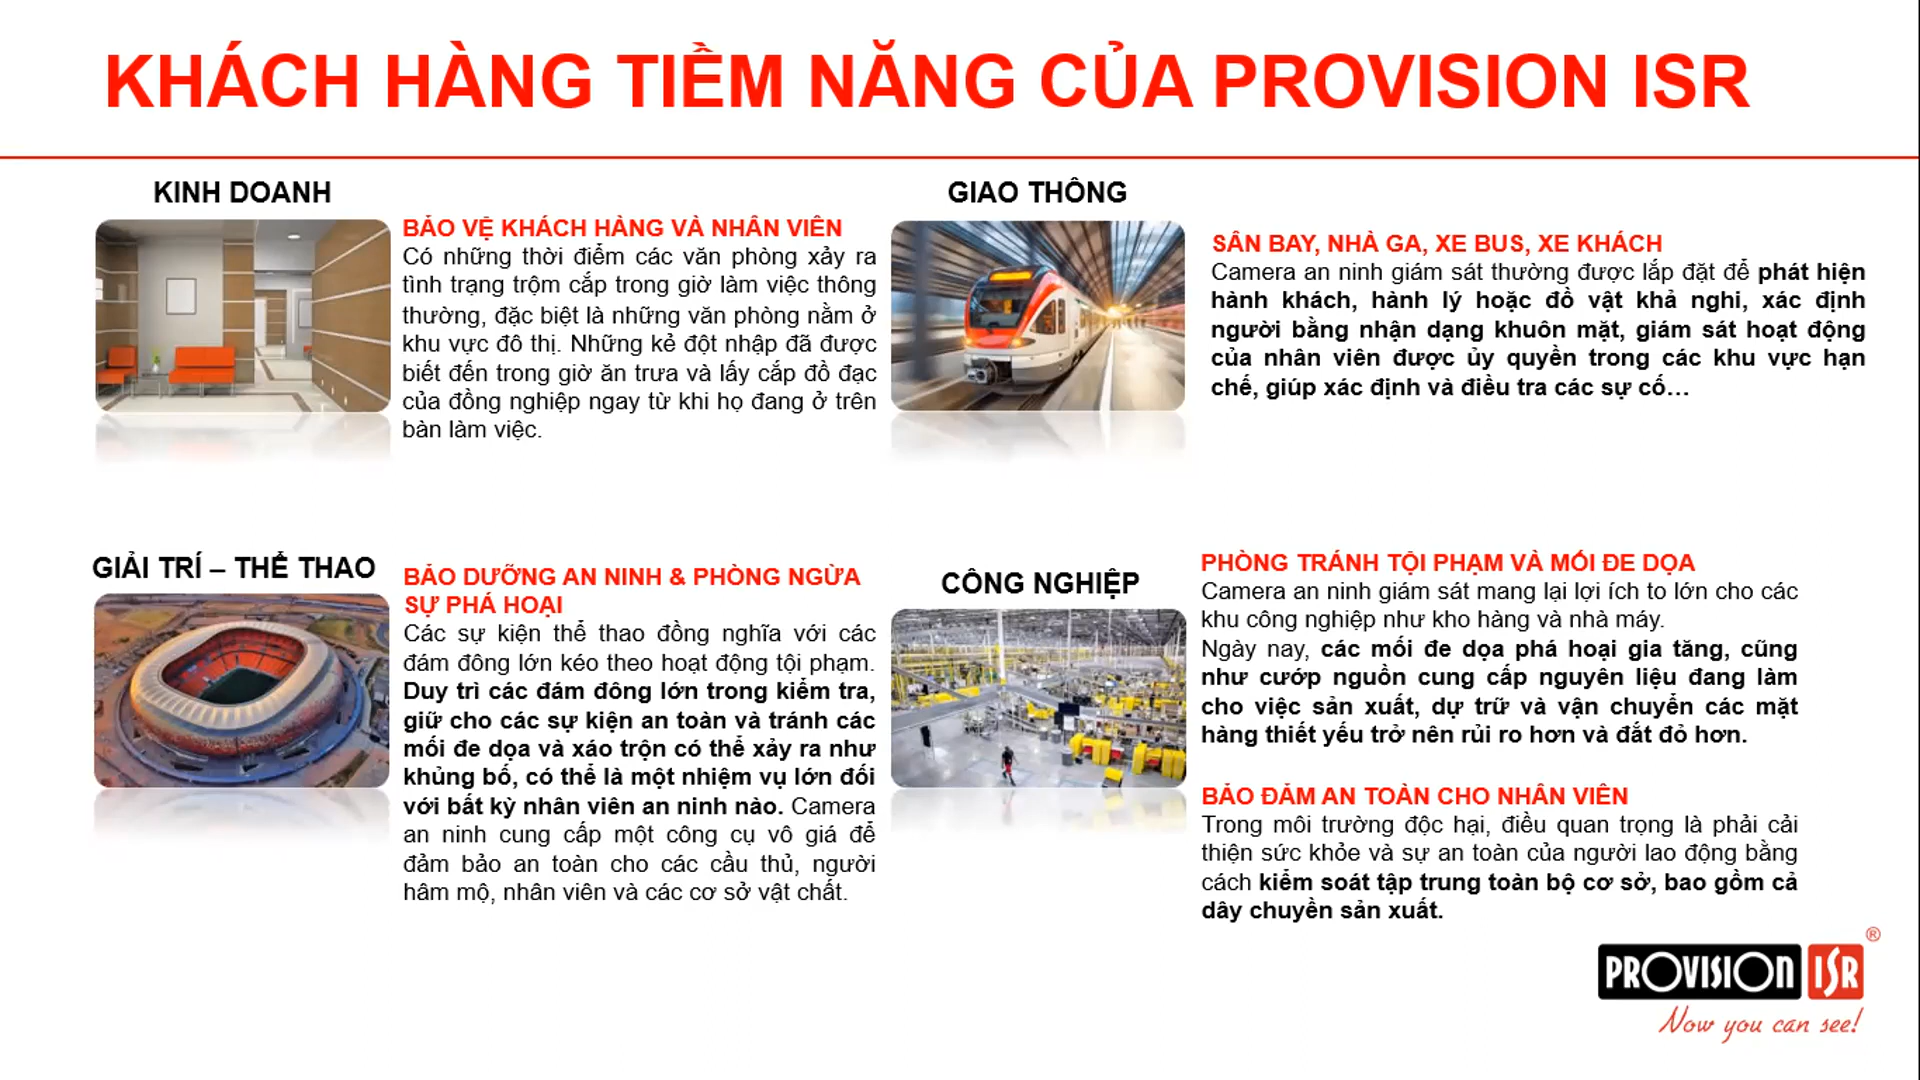 KHÁCH HÀNG TIỀM NĂNG CỦA PROVISION ISR
KINH DOANH
BẢO VỆ KHÁCH HÀNG VÀ NHÂN VIÊN
Có những thời điểm các văn phòng xảy ra
tình trạng trộm cắp trong giờ làm việc thông
thường, đặc biệt là những văn phòng nằm ở
khu vực đô thị. Những kẻ đột nhập đã được
biết đến trong giờ ăn trưa và lấy cắp đồ đạc
của đồng nghiệp ngay từ khi họ đang ở trên
bàn làm việc.
GIAO THÔNG
SÂN BAY, NHÀ GA, XE BUS, XE KHÁCH
Camera an ninh giám sát thường được lắp đặt để phát hiện
hành khách, hành lý hoặc đồ vật khả nghi, xác định
người bằng nhận dạng khuôn mặt, giám sát hoạt động
của nhân viên được ủy quyền trong các khu vực hạn
chế, giúp xác định và điều tra các sự cố...
GIẢI TRÍ – THỂ THAO
BẢO DƯỠNG AN NINH & PHÒNG NGỪA
SỰ PHÁ HOẠI
Các sự kiện thể thao đồng nghĩa với các
đám đông lớn kéo theo hoạt động tội phạm.
Duy trì các đám đông lớn trong kiểm tra,
giữ cho các sự kiện an toàn và tránh các
mối đe dọa và xáo trộn có thể xảy ra như
khủng bố, có thể là một nhiệm vụ lớn đối
với bất kỳ nhân viên an ninh nào. Camera
an ninh cung cấp một công cụ vô giá để
đảm bảo an toàn cho các cầu thủ, người
hâm mộ, nhân viên và các cơ sở vật chất.
CÔNG NGHIỆP
PHÒNG TRÁNH TỘI PHẠM VÀ MỐI ĐE DỌA
Camera an ninh giám sát mang lại lợi ích to lớn cho các
khu công nghiệp như kho hàng và nhà máy.
Ngày nay, các mối đe dọa phá hoại gia tăng, cũng
như cướp nguồn cung cấp nguyên liệu đang làm
cho việc sản xuất, dự trữ và vận chuyển các mặt
hàng thiết yếu trở nên rủi ro hơn và đắt đỏ hơn.
BẢO ĐẢM AN TOÀN CHO NHÂN VIÊN
Trong môi trường độc hại, điều quan trọng là phải cải
thiện sức khỏe và sự an toàn của người lao động bằng
cách kiểm soát tập trung toàn bộ cơ sở, bao gồm cả
dây chuyền sản xuất.
PROVISION ISR ®
Now you can see!